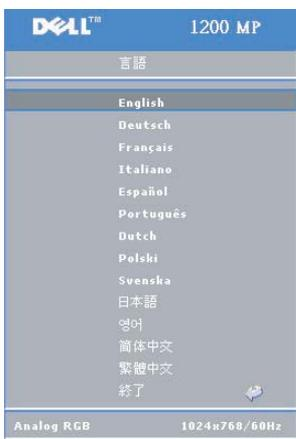 DELL™ 1200 MP
言語
English
Deutsch
Français
Italiano
Español
Português
Dutch
Polski
Svenska
日本語
영어
简体中文
繁體中文
終了
Analog RGB 1024x768/60Hz